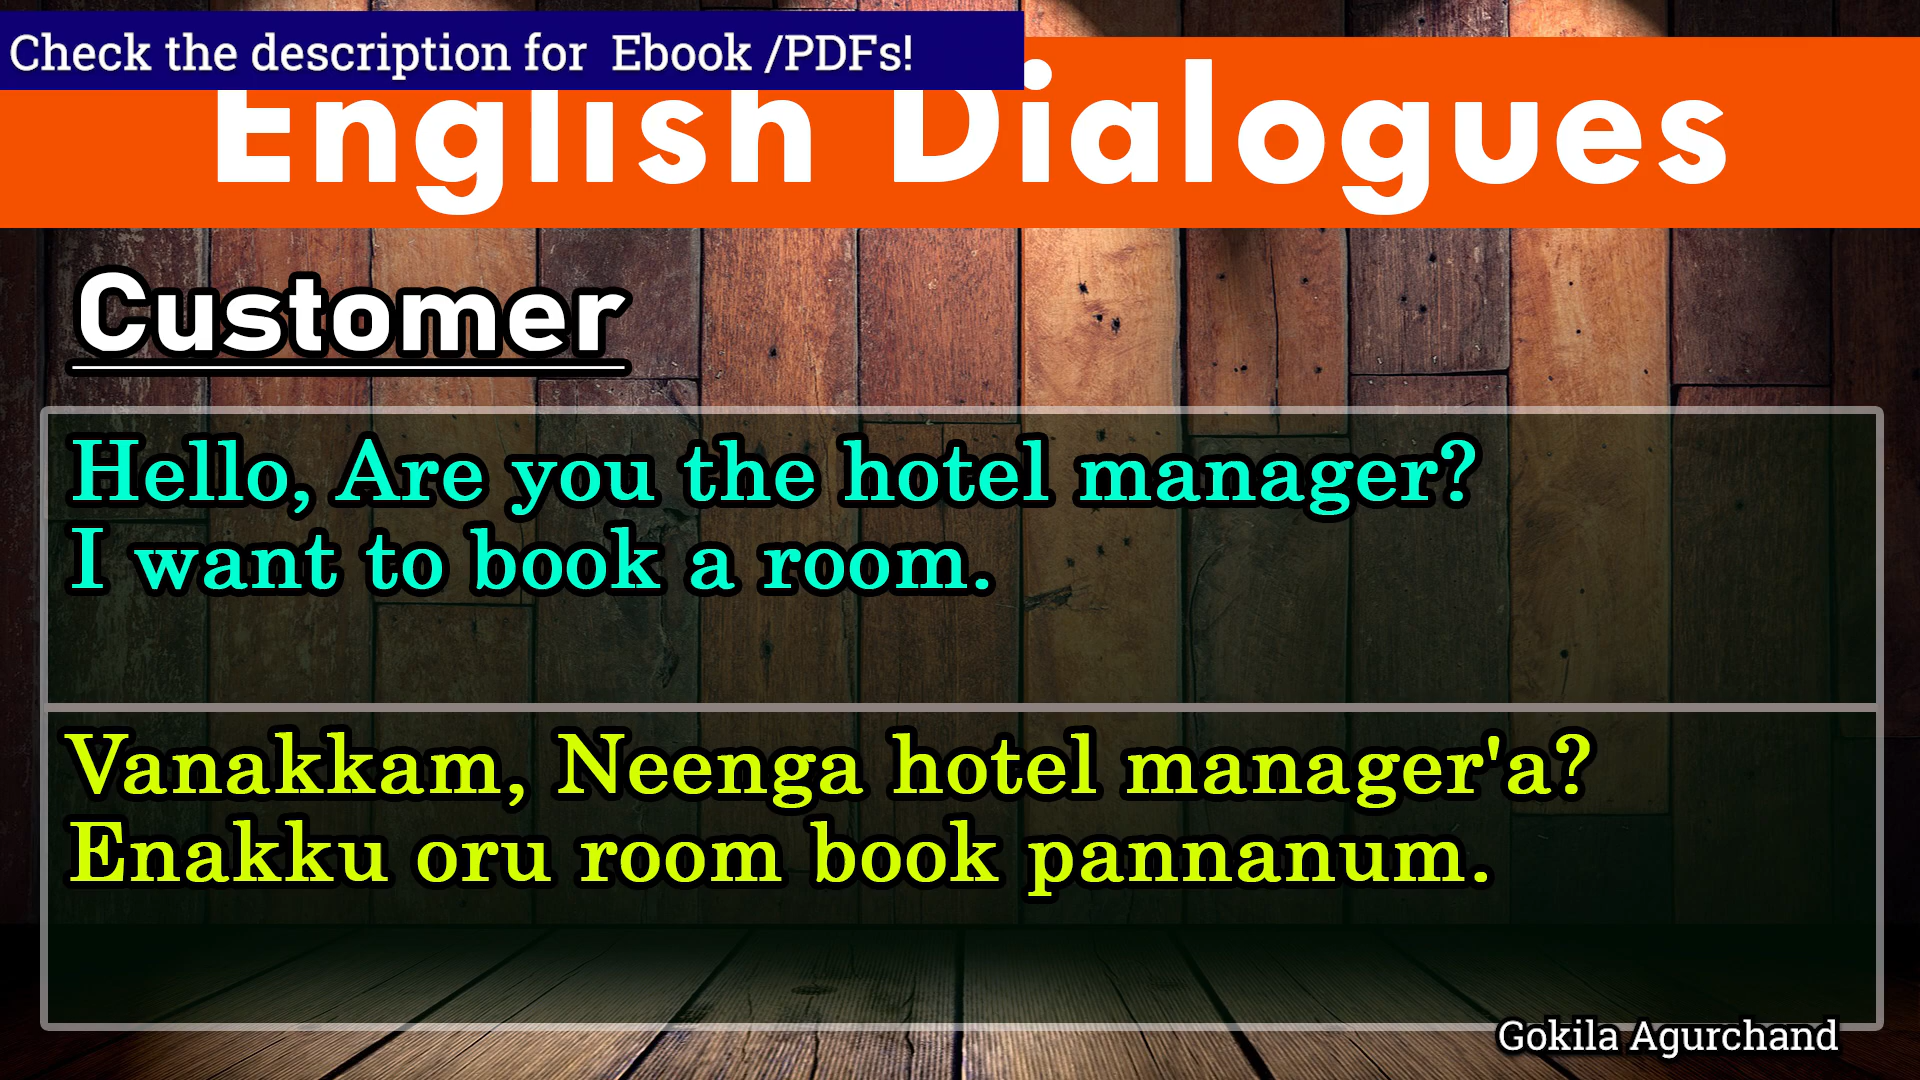 Check the description for Ebook /PDFs!
English Dialogues
Customer
Hello, Are you the hotel manager?
I want to book a room.
Vanakkam, Neenga hotel manager'a?
Enakku oru room book pannanum.
Gokila Agurchand